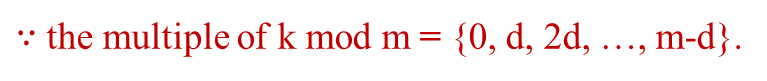 ∵ the multiple of k mod m = {0, d, 2d, …, m-d}.